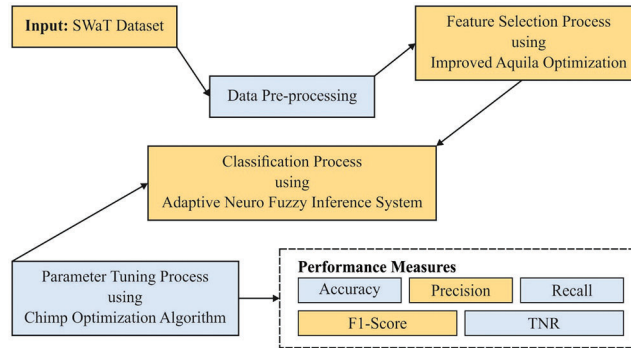 Input: SWaT Dataset
Feature Selection Process
using
Improved Aquila Optimization
Data Pre-processing
Classification Process
using
Adaptive Neuro Fuzzy Inference System
Parameter Tuning Process
using
Chimp Optimization Algorithm
Performance Measures
Accuracy
Precision
Recall
F1-Score
TNR